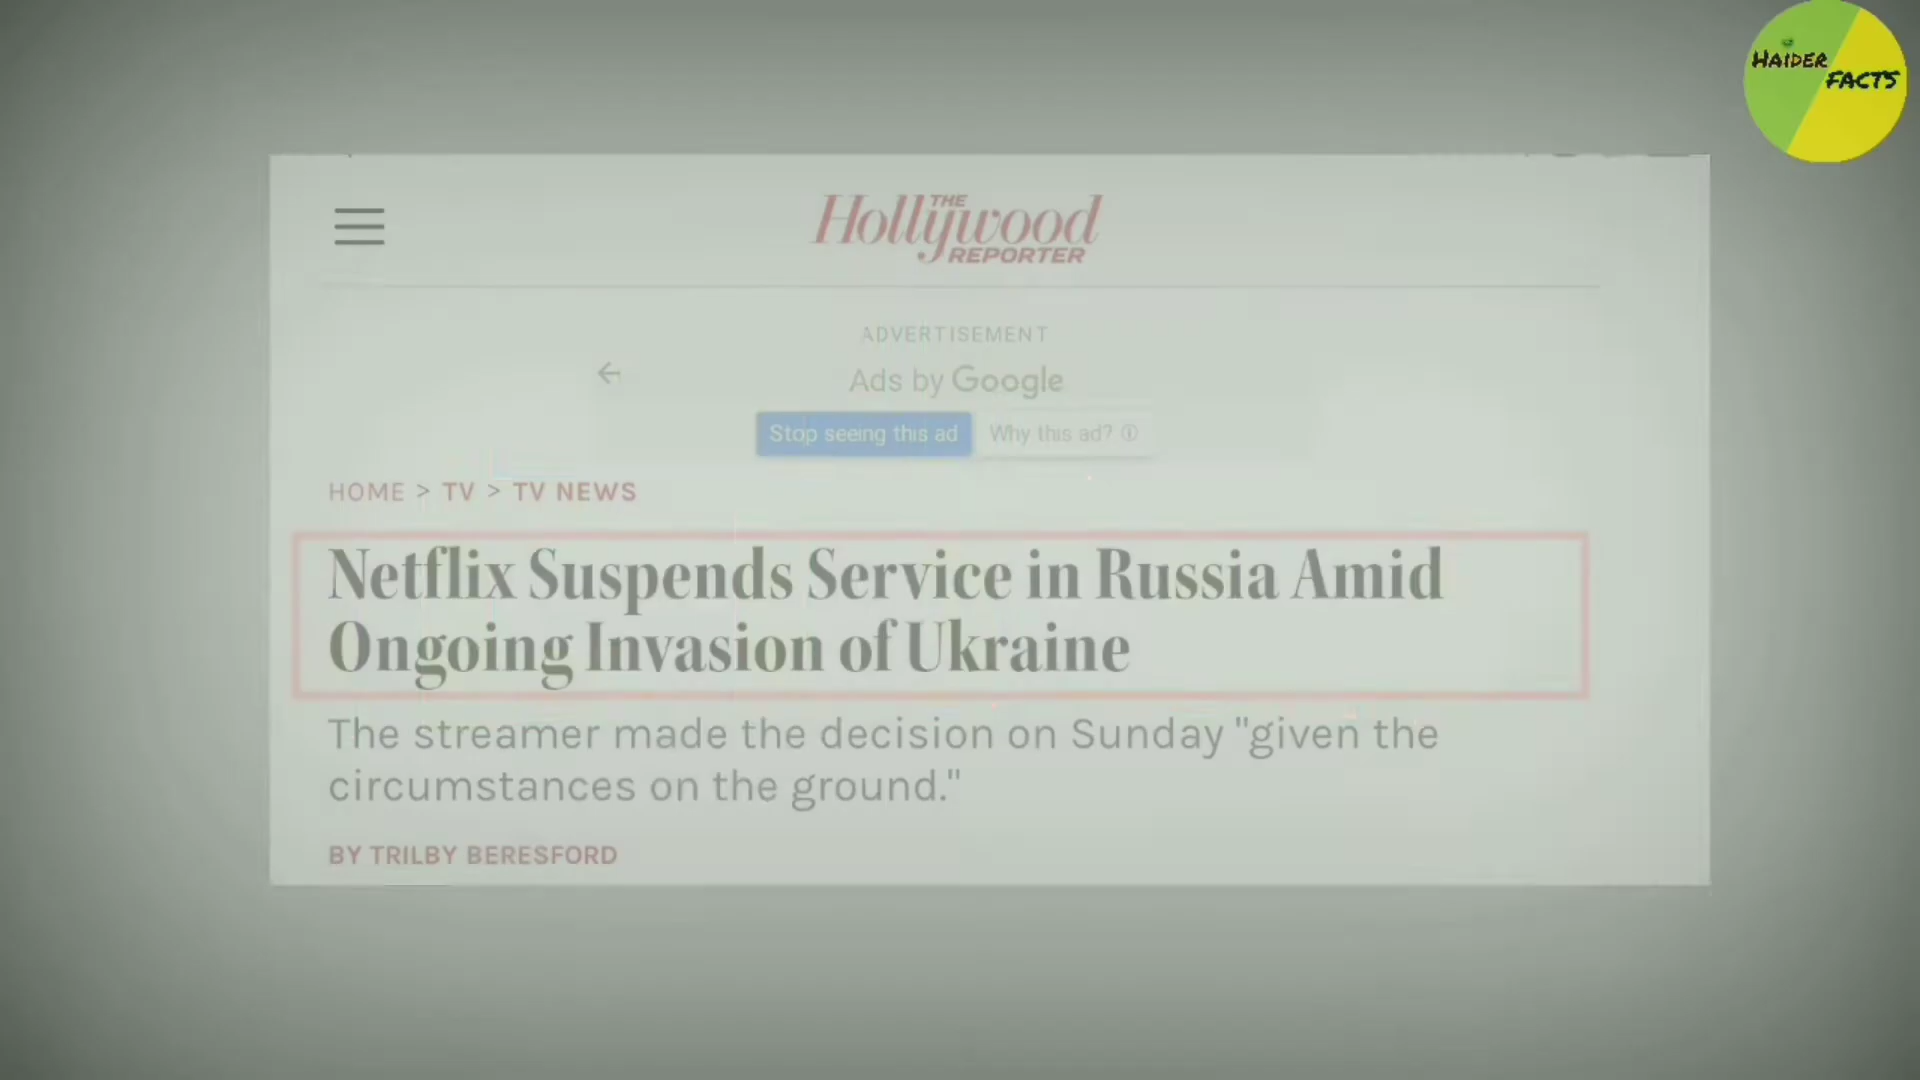 HAIDER
FACTS
THE
Hollywood
REPORTER
ADVERTISEMENT
Ads by Google
Stop seeing this ad
Why this ad?
HOME > TV > TV NEWS
Netflix Suspends Service in Russia Amid
Ongoing Invasion of Ukraine
The streamer made the decision on Sunday "given the
circumstances on the ground."
BY TRILBY BERESFORD